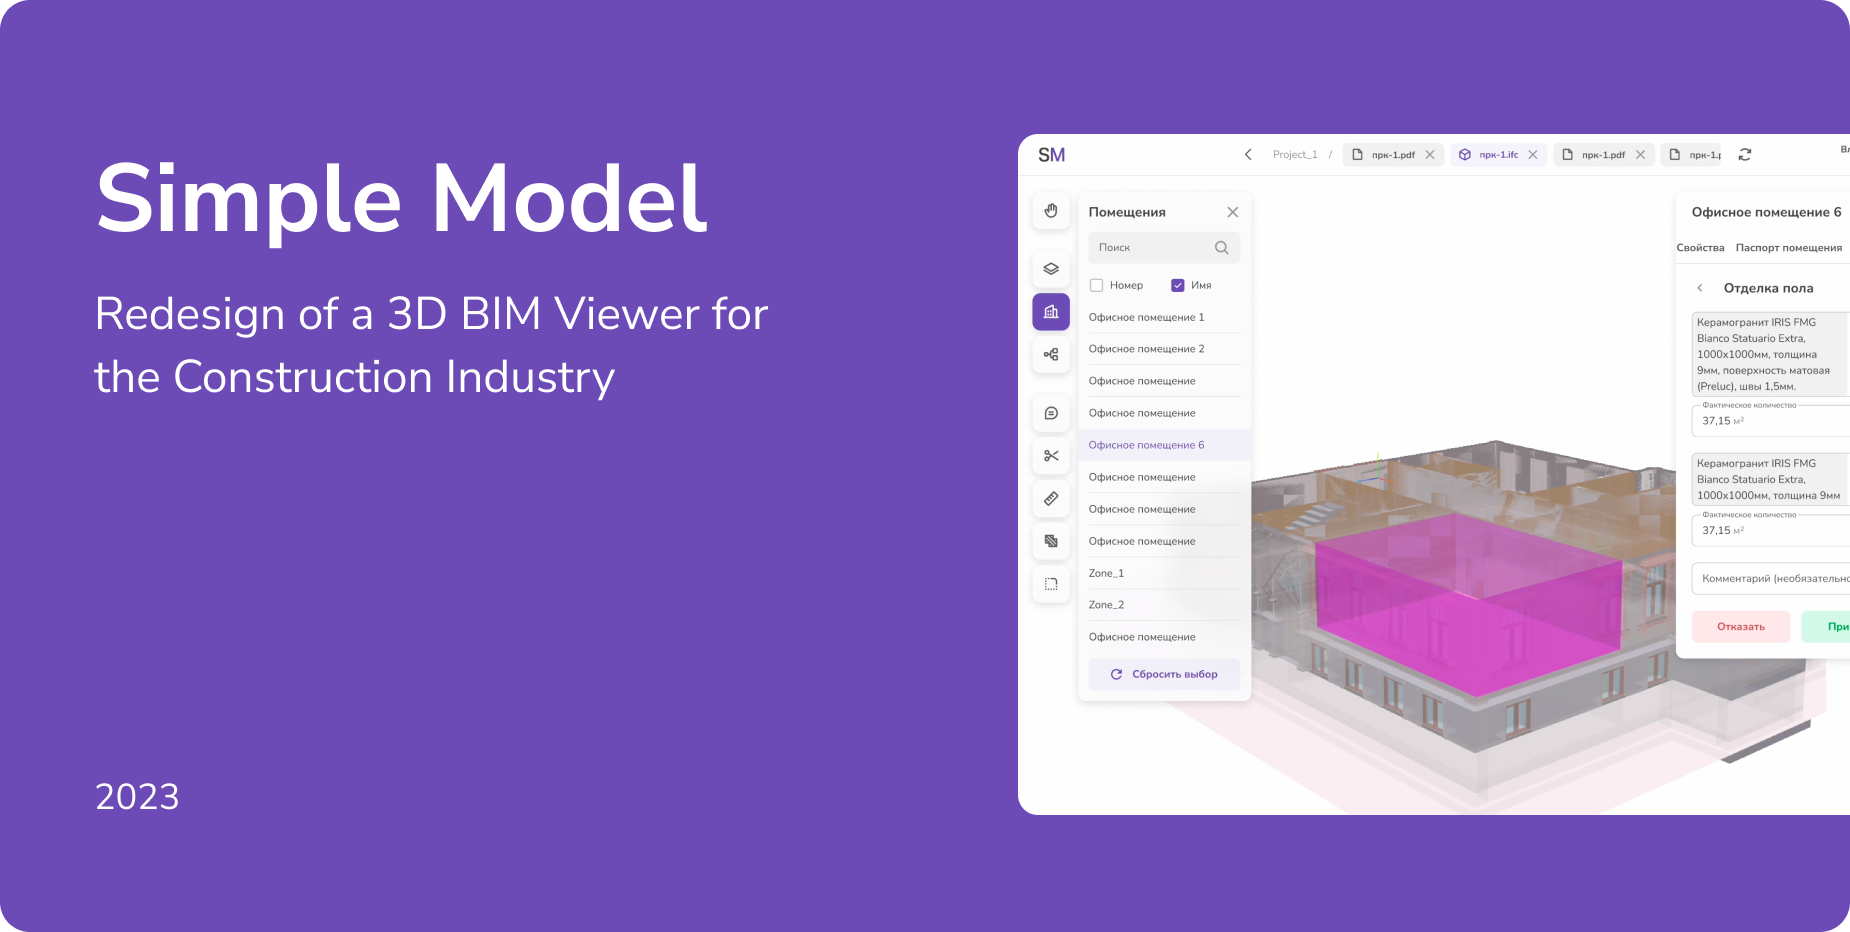 Simple Model
Redesign of a 3D BIM Viewer for
the Construction Industry
2023
SM
Project_1 /
прк-1.pdf
прк-1.ifc
прк-1.pdf
Помещения
Поиск
Номер
Имя
Офисное помещение 1
Офисное помещение 2
Офисное помещение
Офисное помещение
Офисное помещение 6
Офисное помещение
Офисное помещение
Офисное помещение
Zone_1
Zone_2
Офисное помещение
Сбросить выбор
Офисное помещение 6
Свойства
Паспорт помещения
Отделка пола
Керамогранит IRIS FMG
Bianco Statuario Extra,
1000x1000мм, толщина
9мм, поверхность матовая
(Preluc), швы 1,5мм.
Фактическое количество
37,15 м²
Керамогранит IRIS FMG
Bianco Statuario Extra,
1000x1000мм, толщина 9мм
Фактическое количество
37,15 м²
Комментарий
Отказать